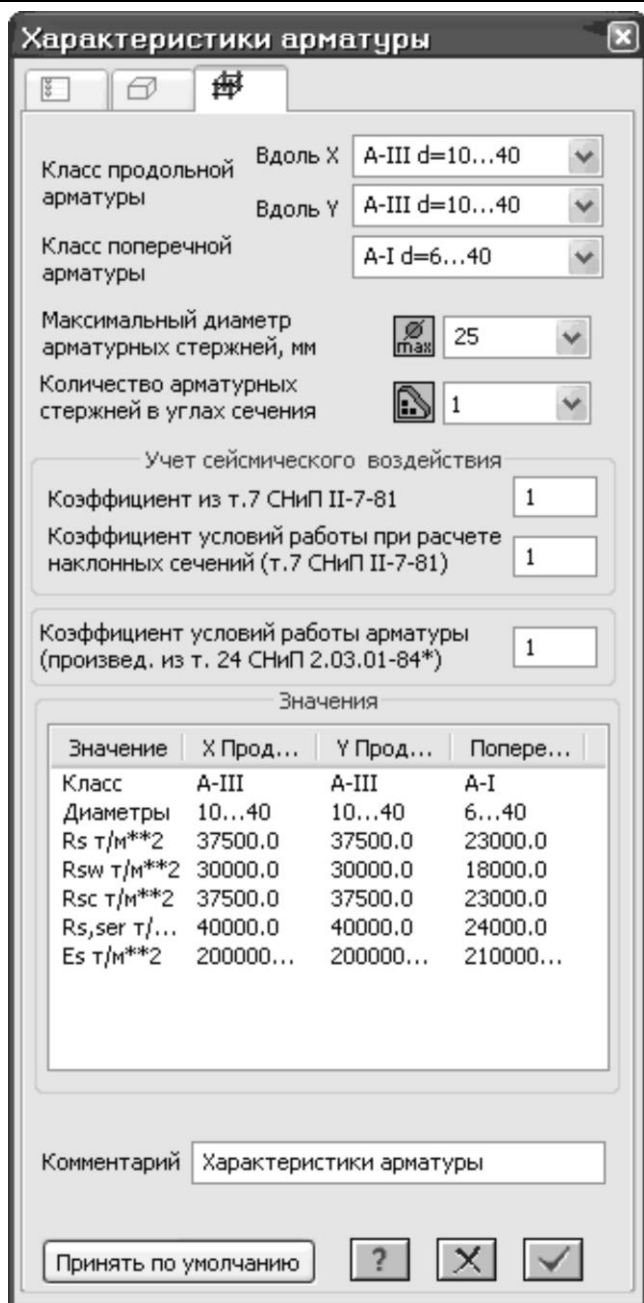 Характеристики арматуры
Класс продольной арматуры
Вдоль X A-III d=10...40
Вдоль Y A-III d=10...40
Класс поперечной арматуры
A-I d=6...40
Максимальный диаметр
арматурных стержней, мм
max 25
Количество арматурных
стержней в углах сечения
1
Учет сейсмического воздействия
Коэффициент из т.7 СНиП II-7-81 1
Коэффициент условий работы при расчете
наклонных сечений (т.7 СНиП II-7-81) 1
Коэффициент условий работы арматуры
(произвед. из т. 24 СНиП 2.03.01-84*) 1
Значения
Значение X Прод... Y Прод... Попере...
Класс A-III A-III A-I
Диаметры 10...40 10...40 6...40
Rs т/м**2 37500.0 37500.0 23000.0
Rsw т/м**2 30000.0 30000.0 18000.0
Rsc т/м**2 37500.0 37500.0 23000.0
Rs,ser т/... 40000.0 40000.0 24000.0
Es т/м**2 200000... 200000... 210000...
Комментарий Характеристики арматуры
Принять по умолчанию ?